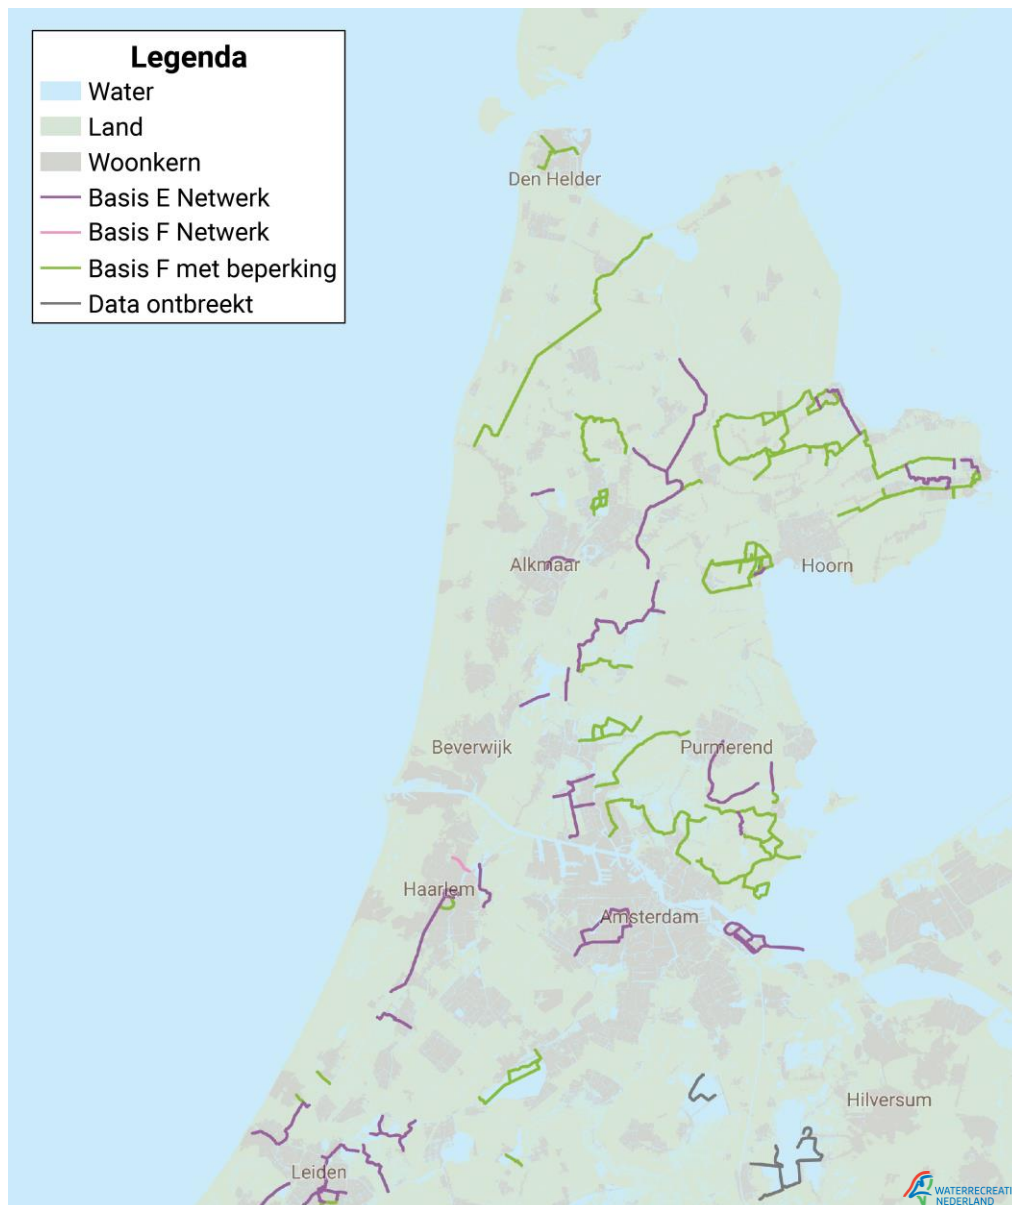 Legenda
Water
Land
Woonkern
Basis E Netwerk
Basis F Netwerk
Basis F met beperking
Data ontbreekt
Den Helder
Alkmaar
Hoorn
Beverwijk
Purmerend
Haarlem
Amsterdam
Hilversum
Leiden
WATERRECREATI
NEDERLAND